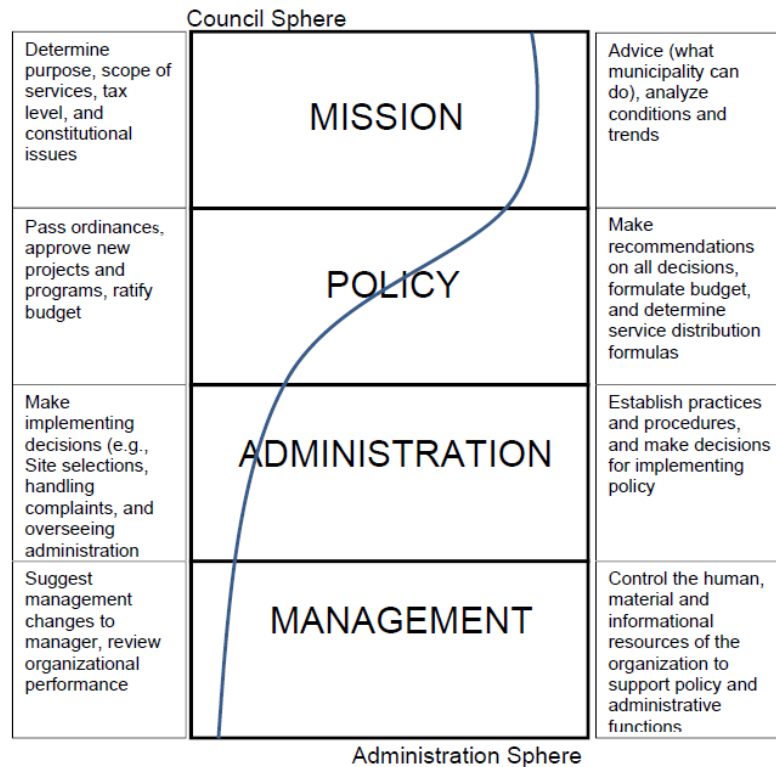 Council Sphere
Determine
purpose, scope of
services, tax
level, and
constitutional
issues
MISSION
Advice (what
municipality can
do), analyze
conditions and
trends
Pass ordinances,
approve new
projects and
programs, ratify
budget
POLICY
Make
recommendations
on all decisions,
formulate budget,
and determine
service distribution
formulas
Make
implementing
decisions (e.g.,
Site selections,
handling
complaints, and
overseeing
administration
ADMINISTRATION
Establish practices
and procedures,
and make decisions
for implementing
policy
Suggest
management
changes to
manager, review
organizational
performance
MANAGEMENT
Control the human,
material and
informational
resources of the
organization to
support policy and
administrative
functions
Administration Sphere